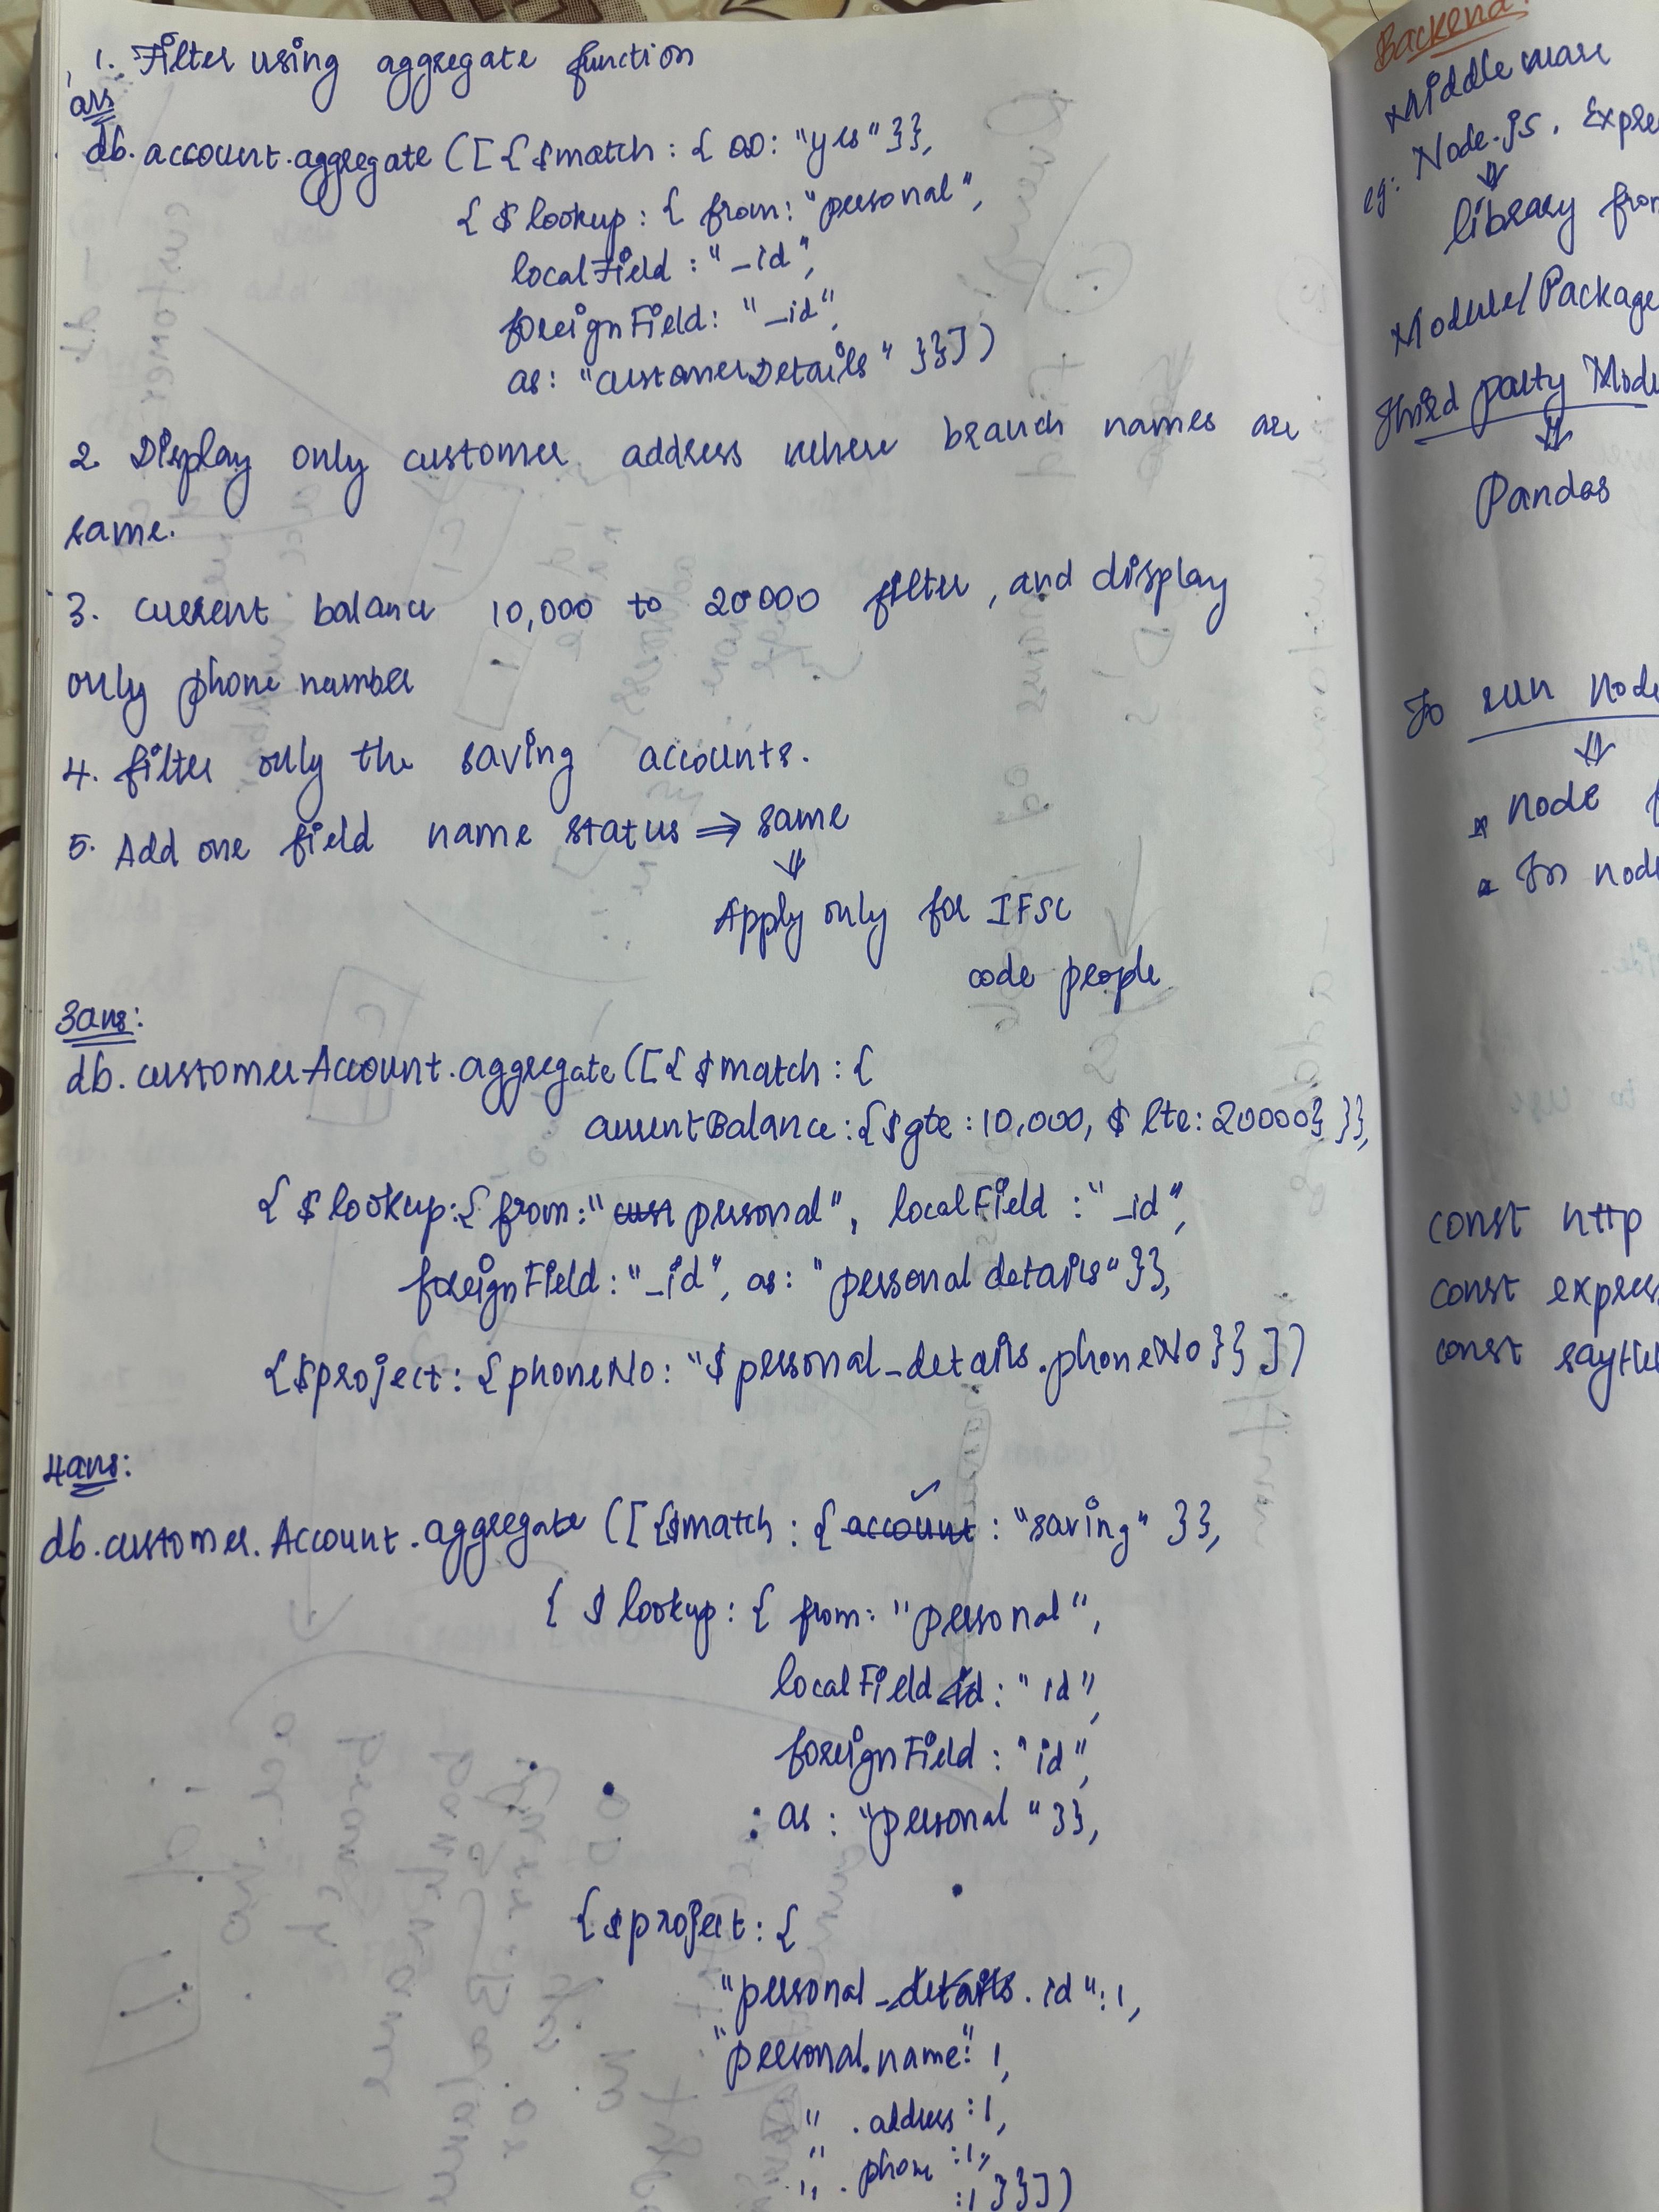 1. Filter using aggregate function
ans
db.account.aggregate ([{$match : { OD: "yes" }},
{ $ lookup : { from: "personal",
localField : "_id",
foreignField: "_id",
as: "customerDetails" }}])
2. Display only customer address where branch names are
same.
3. current balance 10,000 to 20000 filter, and display
only phone number
4. filter only the saving accounts.
5. Add one field name status ⇒ same
⇓
Apply only for IFSC
code people
3ans:
db.customerAccount.aggregate ([{ $match : {
currentBalance: {$gte : 10,000, $ lte: 20000} }},
{ $ lookup: { from: "cust personal", localField : "_id",
foreignField : "_id", as: "personal details" }},
{$project: { phoneNo: "$ personal_details.phoneNo }} ])
4ans:
db.customer.Account.aggregate ([{$match : { account : "saving" }},
{ $ lookup: { from: "personal",
localField id : "id",
foreignField : "id",
: as : "personal" }},
{$project: {
"personal_details.id": 1,
"personal.name": 1,
" . address : 1,
" . phone : 1,
" . : 1 }}])
Backend:
Middleware
eg: Node.js, Expre
⇓
library fro
Module/Package
Third party Modu
⇓
Pandas
To run node
⇓
node
In node
const http
const express
const